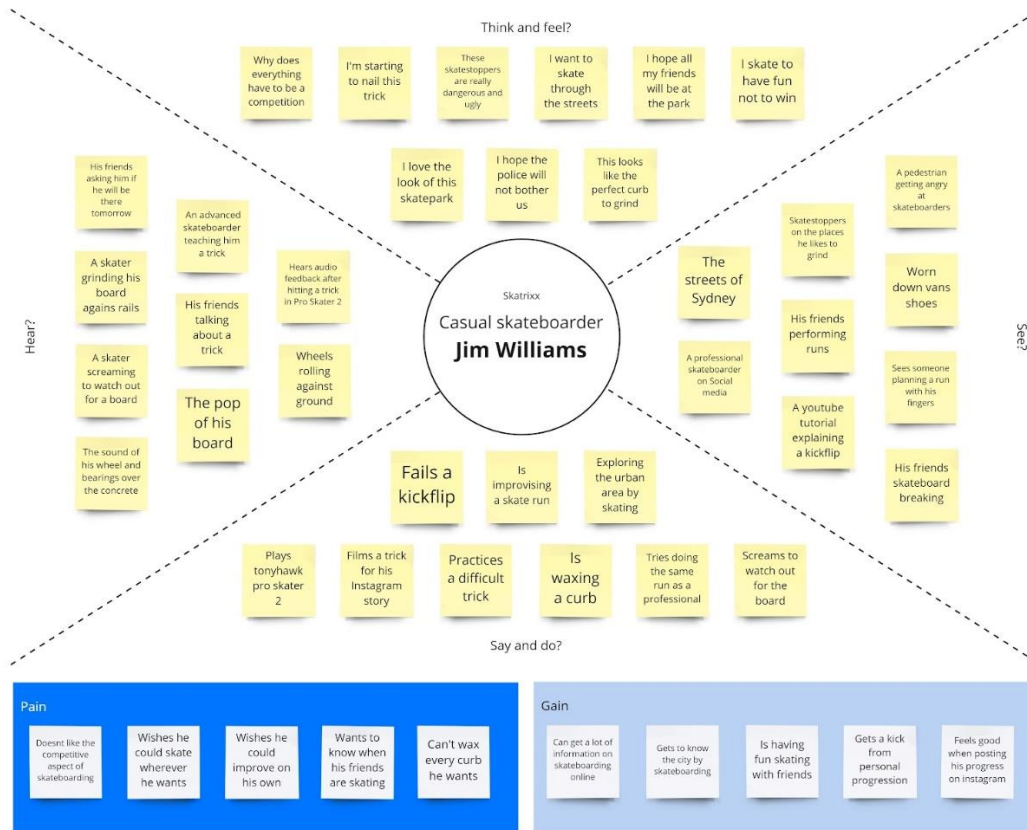 Think and feel?
Why does
everything
have to be a
competition
I'm starting
to nail this
trick
These
skatestoppers
are really
dangerous and
ugly
I want to
skate
through
the streets
I hope all
my friends
will be at
the park
I skate to
have fun
not to win
I love the
look of this
skatepark
I hope the
police will
not bother
us
This looks
like the
perfect curb
to grind
Hear?
His friends
asking him if
he will be
there
tomorrow
An advanced
skateboarder
teaching him
a trick
Hears audio
feedback after
hitting a trick
in Pro Skater 2
A skater
grinding his
board
agains rails
His friends
talking about
a trick
Wheels
rolling
against
ground
A skater
screaming
to watch out
for a board
The pop
of his
board
The sound of
his wheel and
bearings over
the concrete
Skatrixx
Casual skateboarder
Jim Williams
See?
A pedestrian
getting angry
at
skateboarders
Skatestoppers
on the places
he likes to
grind
The
streets of
Sydney
Worn
down vans
shoes
His friends
performing
runs
A
professional
skateboarder
on Social
media
Sees someone
planning a run
with his
fingers
A youtube
tutorial
explaining
a kickflip
His friends
skateboard
breaking
Fails a
kickflip
Is
improvising
a skate run
Exploring
the urban
area by
skating
Plays
tonyhawk
pro skater
2
Films a
trick for
his
Instagram
story
Practices
a difficult
trick
Is
waxing
a curb
Tries doing
the same
run as a
professional
Screams to
watch out
for the
board
Say and do?
Pain
Doesnt like the
competitive
aspect of
skateboarding
Wishes he
could skate
wherever
he wants
Wishes he
could
improve on
his own
Wants to
know when
his friends
are skating
Can't wax
every curb
he wants
Gain
Can get a lot of
information on
skateboarding
online
Gets to know
the city by
skateboarding
Is having
fun skating
with friends
Gets a kick
from
personal
progression
Feels good
when posting
his progress
on instagram